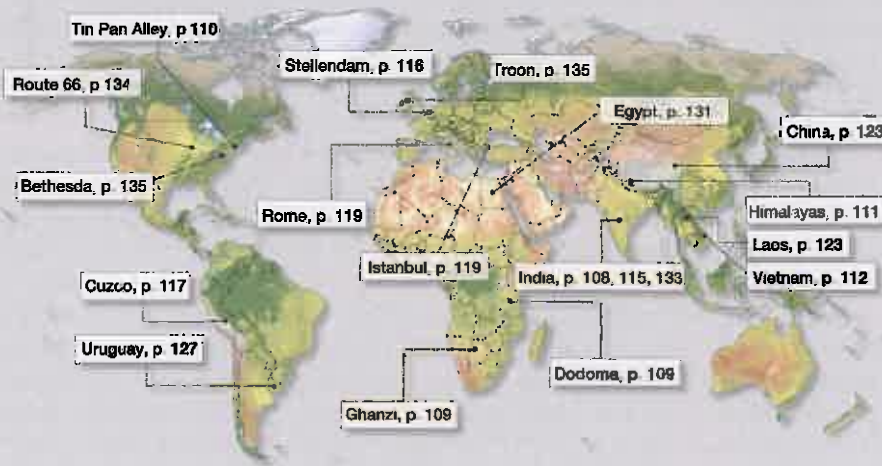 Tin Pan Alley, p 110
Stellendam, p. 116
Troon, p. 135
Route 66, p 134
Egypt, p. 131
China, p 123
Bethesda, p. 135
Himalayas, p. 111
Rome, p. 119
Laos, p. 123
Istanbul, p. 119
India, p. 108, 115, 133
Vietnam, p. 112
Cuzco, p. 117
Uruguay, p. 127
Dodoma, p. 109
Ghanzi, p. 109